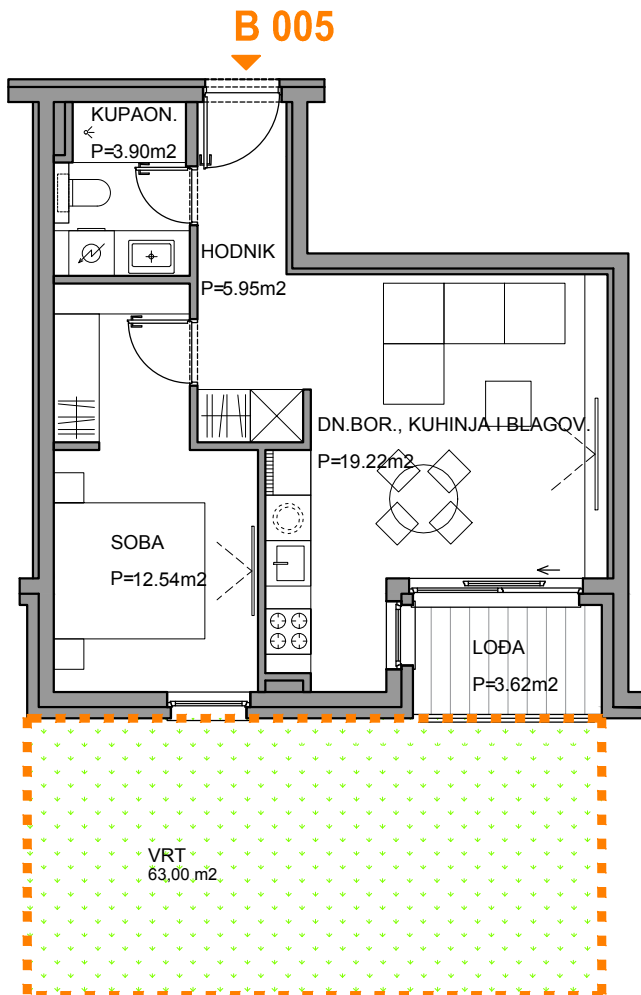 B 005
KUPAON.
P=3.90m2
HODNIK
P=5.95m2
DN.BOR., KUHINJA I BLAGOV.
P=19.22m2
SOBA
P=12.54m2
LOĐA
P=3.62m2
VRT
63,00 m2